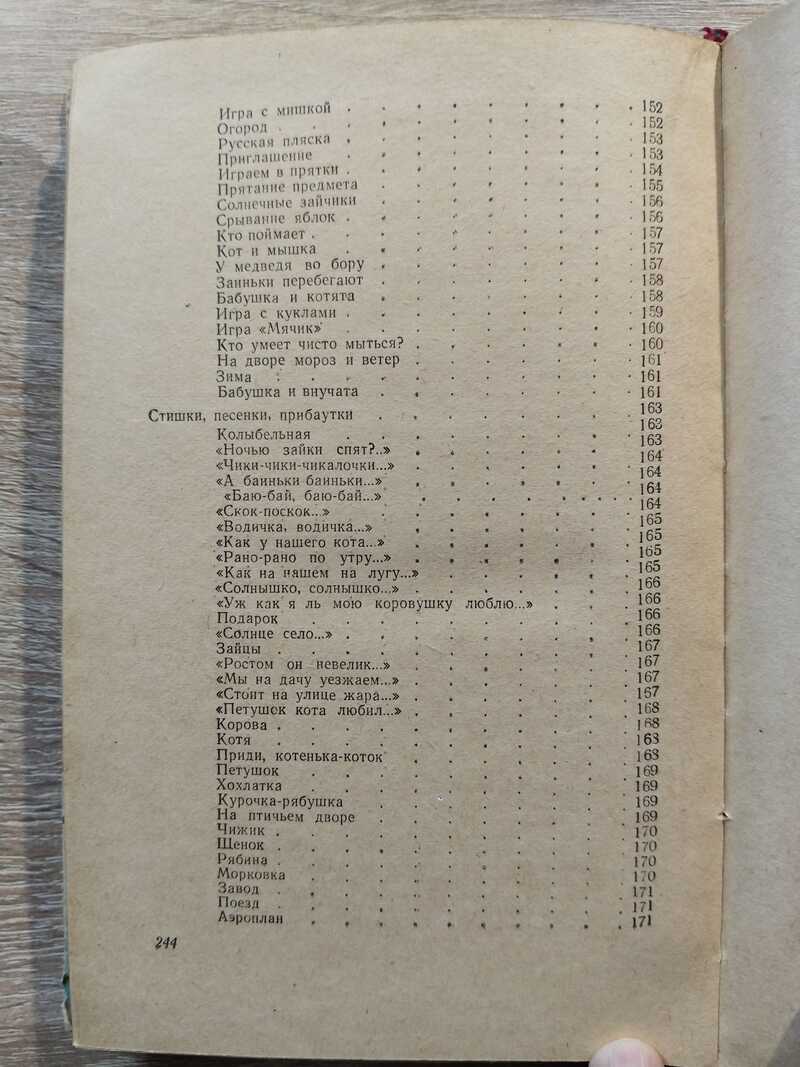 Игра с мишкой . . . . . . . . . 152
Огород . . . . . . . . . . 152
Русская пляска . . . . . . . . . 153
Приглашение . . . . . . . . . 153
Играем в прятки . . . . . . . . . 154
Прятание предмета . . . . . . . . 155
Солнечные зайчики . . . . . . . . 156
Срывание яблок . . . . . . . . . 156
Кто поймает . . . . . . . . . . 157
Кот и мышка . . . . . . . . . 157
У медведя во бору . . . . . . . . 157
Заиньки перебегают . . . . . . . . 158
Бабушка и котята . . . . . . . . 158
Игра с куклами . . . . . . . . . 159
Игра «Мячик» . . . . . . . . . 160
Кто умеет чисто мыться? . . . . . . . 160
На дворе мороз и ветер . . . . . . . 161
Зима . . . . . . . . . . . 161
Бабушка и внучата . . . . . . . . 161
Стишки, песенки, прибаутки . . . . . . . . 163
Колыбельная . . . . . . . . . 163
«Ночью зайки спят?..» . . . . . . . 163
«Чики-чики-чикалочки...» . . . . . . . 164
«А баиньки-баиньки...» . . . . . . . 164
«Баю-бай, баю-бай...» . . . . . . . 164
«Скок-поскок...» . . . . . . . . 164
«Водичка, водичка...» . . . . . . . 165
«Как у нашего кота...» . . . . . . . 165
«Рано-рано по утру...» . . . . . . . 165
«Как на нашем на лугу...» . . . . . . 165
«Солнышко, солнышко...» . . . . . . . 166
«Уж как я ль мою коровушку люблю...» . . . 166
Подарок . . . . . . . . . . 166
«Солнце село...» . . . . . . . . . 166
Зайцы . . . . . . . . . . . 167
«Ростом он невелик...» . . . . . . . 167
«Мы на дачу уезжаем...» . . . . . . . 167
«Стоит на улице жара...» . . . . . . . 167
«Петушок кота любил...» . . . . . . . 168
Корова . . . . . . . . . . . 168
Котя . . . . . . . . . . . 168
Приди, котенька-коток . . . . . . . 168
Петушок . . . . . . . . . . 169
Хохлатка . . . . . . . . . . 169
Курочка-рябушка . . . . . . . . 169
На птичьем дворе . . . . . . . . 169
Чижик . . . . . . . . . . . 170
Щенок . . . . . . . . . . . 170
Рябина . . . . . . . . . . . 170
Морковка . . . . . . . . . . 170
Завод . . . . . . . . . . . 171
Поезд . . . . . . . . . . . 171
Аэроплан . . . . . . . . . . 171
244